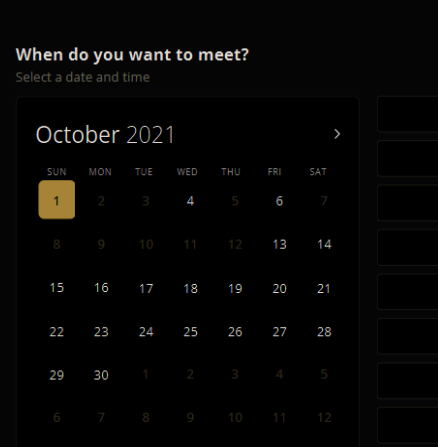 When do you want to meet?
Select a date and time
October 2021
SUN MON TUE WED THU FRI SAT
1 2 3 4 5 6 7
8 9 10 11 12 13 14
15 16 17 18 19 20 21
22 23 24 25 26 27 28
29 30 1 2 3 4 5
6 7 8 9 10 11 12